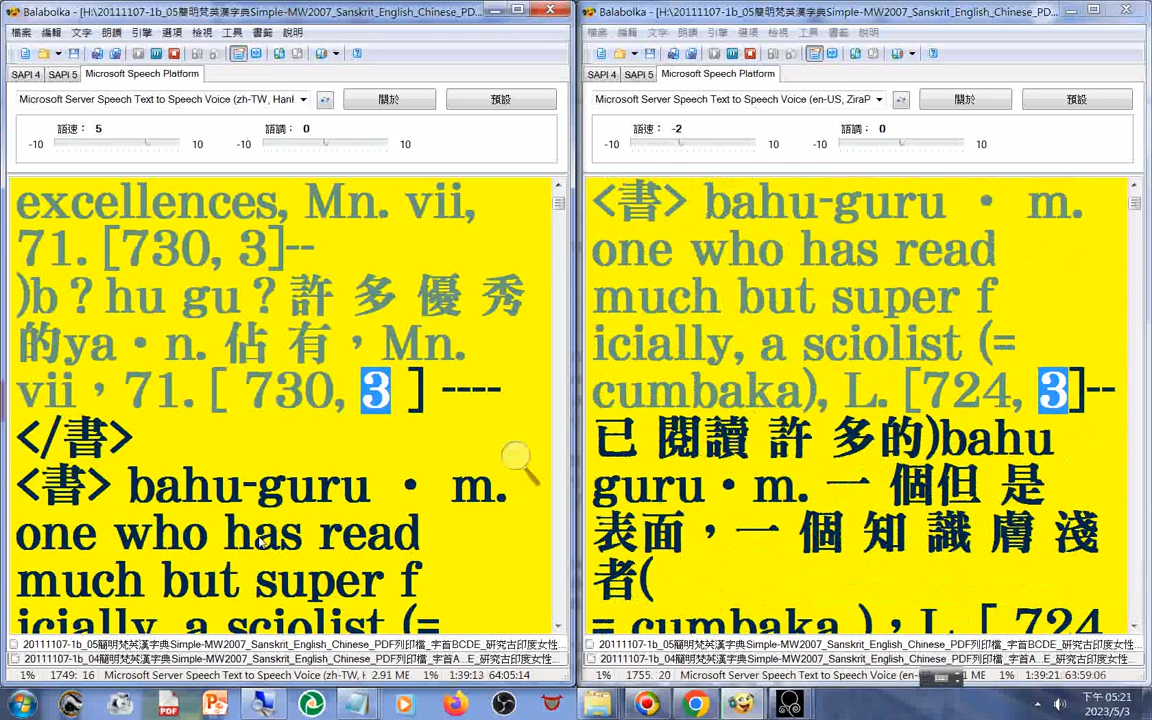 Balabolka - [H:\20111107-1b_05簡明梵英漢字典Simple-MW2007_Sanskrit_English_Chinese_PD...
檔案 編輯 文字 朗讀 引擎 選項 檢視 工具 書籤 說明
SAPI 4 SAPI 5 Microsoft Speech Platform
Microsoft Server Speech Text to Speech Voice (zh-TW, HanH
關於 預設
語速： 5 語調： 0
-10 10 -10 10
excellences, Mn. vii,
71. [730, 3]--
)b？hu gu？許 多 優 秀
的ya‧n. 佔 有，Mn.
vii，71. [ 730, 3 ] ----
</書>
<書> bahu-guru ‧ m.
one who has read
much but super f
icially, a sciolist (=
20111107-1b_05簡明梵英漢字典Simple-MW2007_Sanskrit_English_Chinese_PDF列印檔_字首BCDE_研究古印度女性...
20111107-1b_04簡明梵英漢字典Simple-MW2007_Sanskrit_English_Chinese_PDF列印檔_字首A...E_研究古印度女性...
1% 1749: 16 Microsoft Server Speech Text to Speech Voice (zh-TW, 2.91 ME 1% 1:39:13 64:05:14
Balabolka - [H:\20111107-1b_05簡明梵英漢字典Simple-MW2007_Sanskrit_English_Chinese_PD...
檔案 編輯 文字 朗讀 引擎 選項 檢視 工具 書籤 說明
SAPI 4 SAPI 5 Microsoft Speech Platform
Microsoft Server Speech Text to Speech Voice (en-US, ZiraP
關於 預設
語速： -2 語調： 0
-10 10 -10 10
<書> bahu-guru ‧ m.
one who has read
much but super f
icially, a sciolist (=
cumbaka), L. [724, 3]--
已 閱讀 許 多的)bahu
guru‧m. 一 個但 是
表面，一 個 知 識 膚 淺
者(
= cumbaka )，L [ 724
20111107-1b_05簡明梵英漢字典Simple-MW2007_Sanskrit_English_Chinese_PDF列印檔_字首BCDE_研究古印度女性...
20111107-1b_04簡明梵英漢字典Simple-MW2007_Sanskrit_English_Chinese_PDF列印檔_字首A...E_研究古印度女性...
1% 1755: 20 Microsoft Server Speech Text to Speech Voice (en-US ME 1% 1:39:21 63:59:06
PDF
下午 05:21
2023/5/3